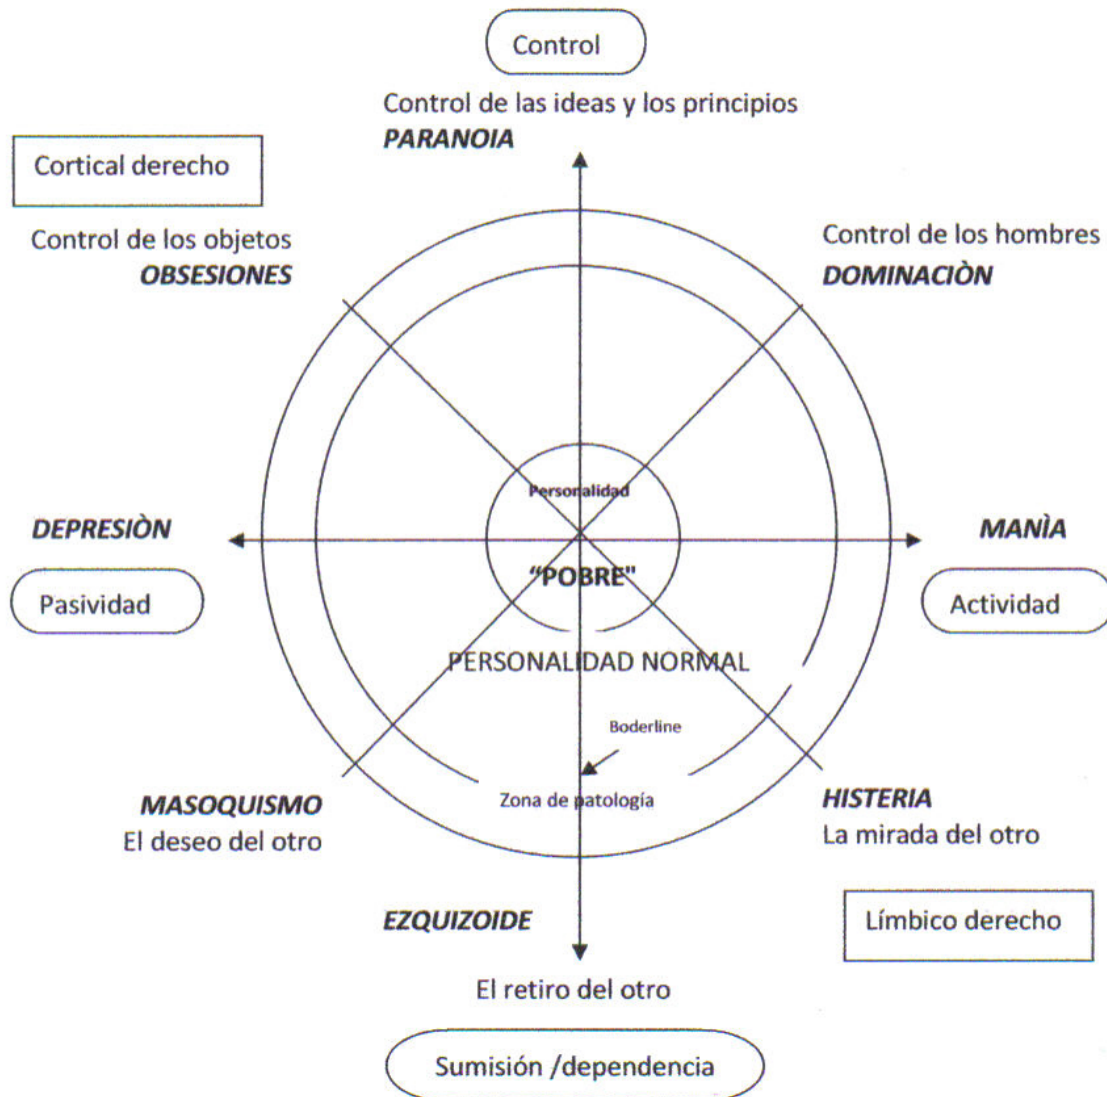 Control
Control de las ideas y los principios
PARANOIA
Cortical derecho
Control de los objetos
OBSESIONES
Control de los hombres
DOMINACIÒN
Personalidad
DEPRESIÒN
MANÌA
"POBRE"
Pasividad
Actividad
PERSONALIDAD NORMAL
Boderline
Zona de patología
MASOQUISMO
El deseo del otro
HISTERIA
La mirada del otro
EZQUIZOIDE
Límbico derecho
El retiro del otro
Sumisión /dependencia